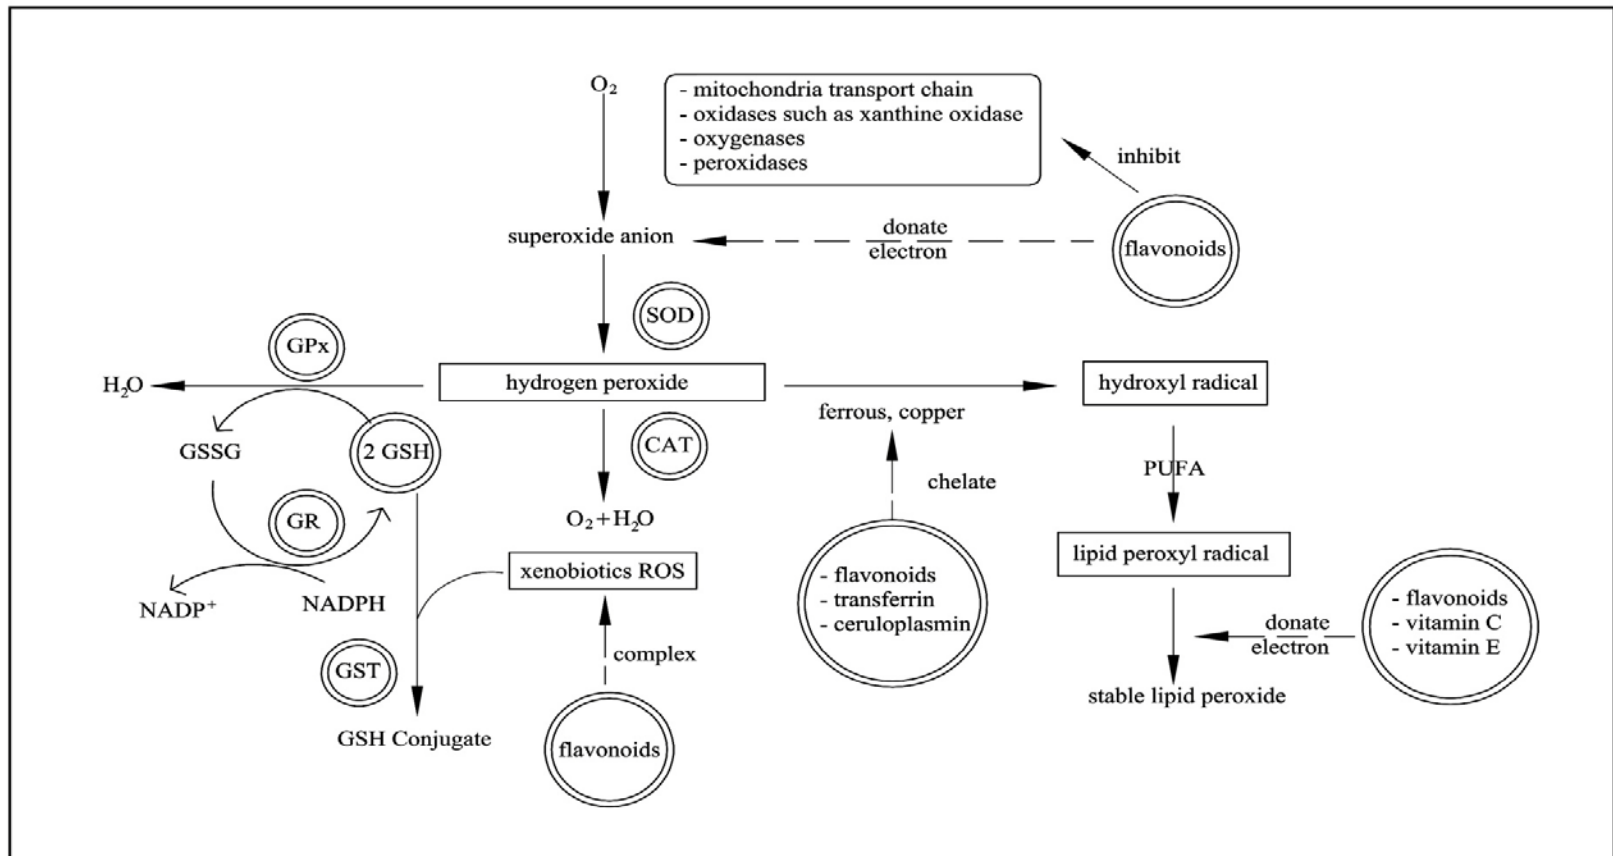 O₂
- mitochondria transport chain
- oxidases such as xanthine oxidase
- oxygenases
- peroxidases
inhibit
superoxide anion
donate
electron
flavonoids
SOD
GPx
H₂O
hydrogen peroxide
hydroxyl radical
ferrous, copper
GSSG
2 GSH
CAT
chelate
PUFA
GR
O₂+H₂O
xenobiotics ROS
lipid peroxyl radical
- flavonoids
- transferrin
- ceruloplasmin
NADP⁺
NADPH
- flavonoids
- vitamin C
- vitamin E
donate
electron
complex
GST
stable lipid peroxide
GSH Conjugate
flavonoids